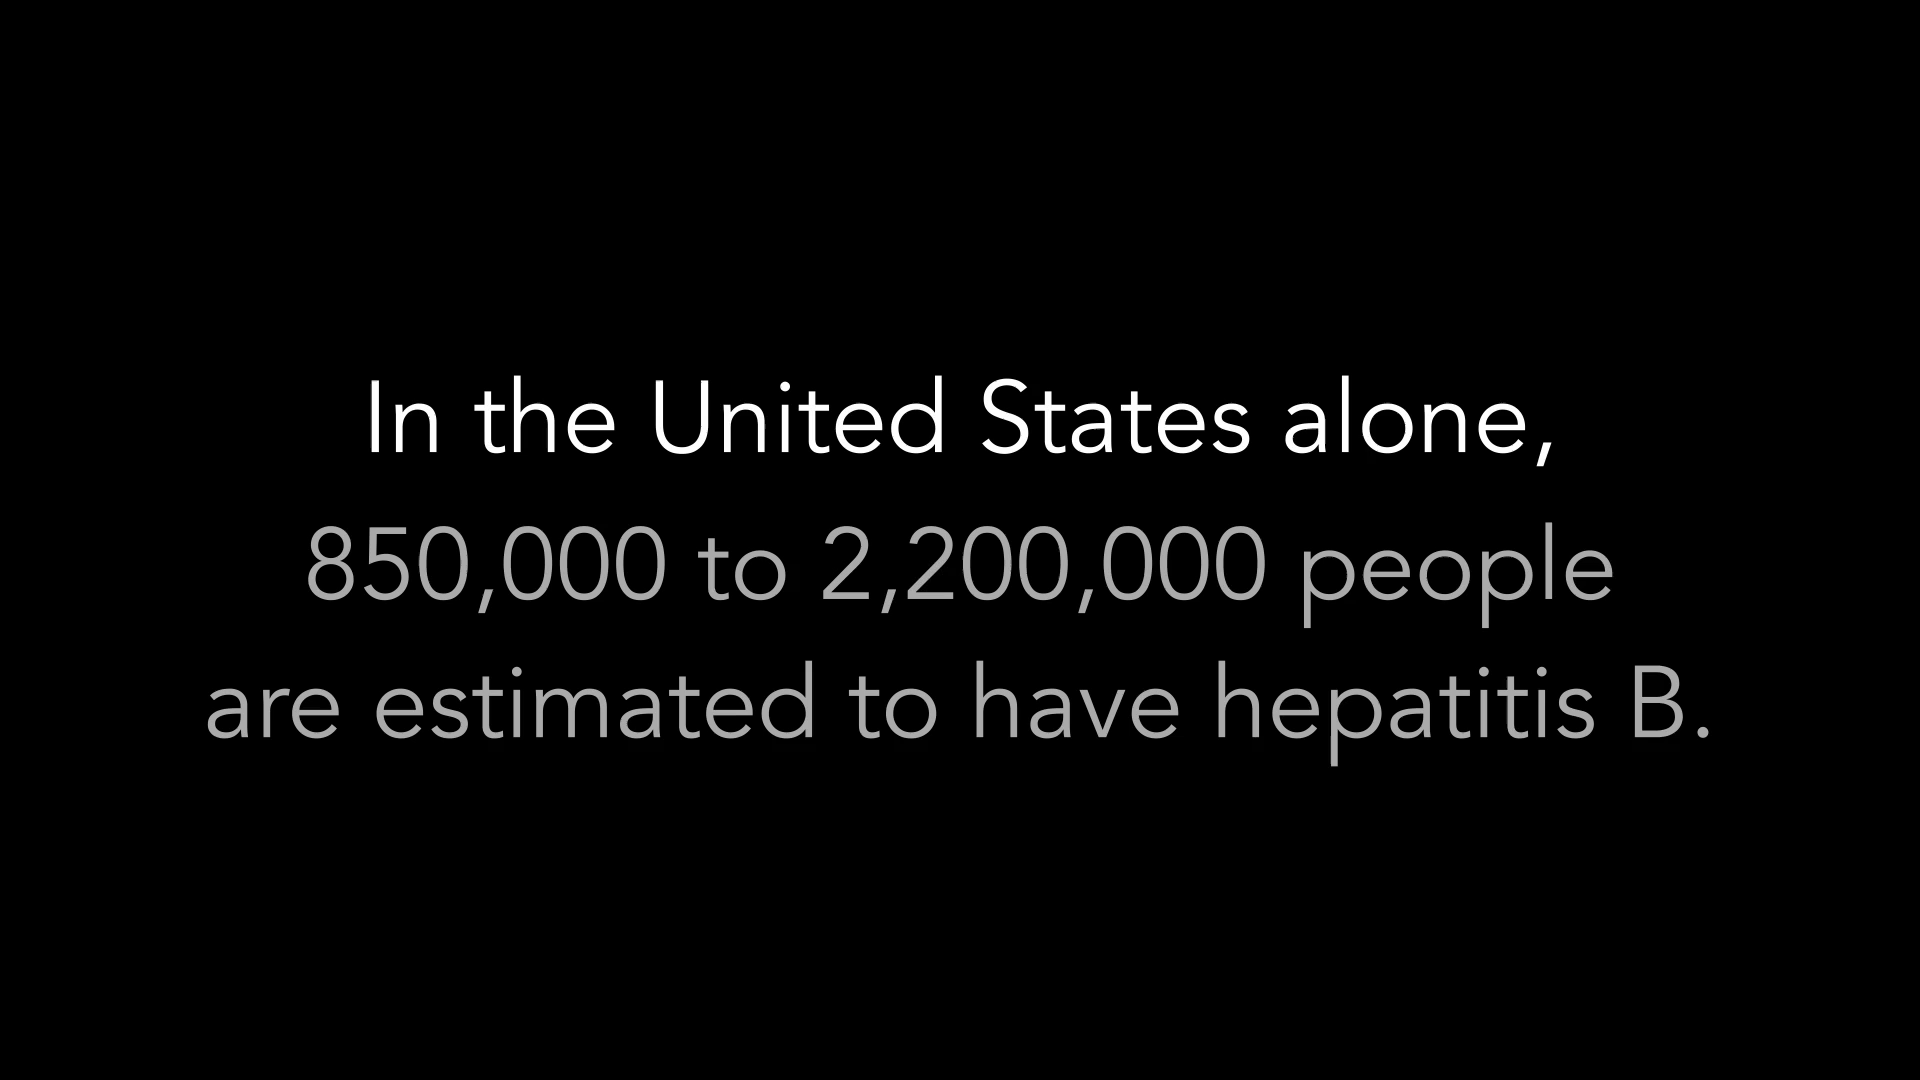 In the United States alone,
850,000 to 2,200,000 people
are estimated to have hepatitis B.